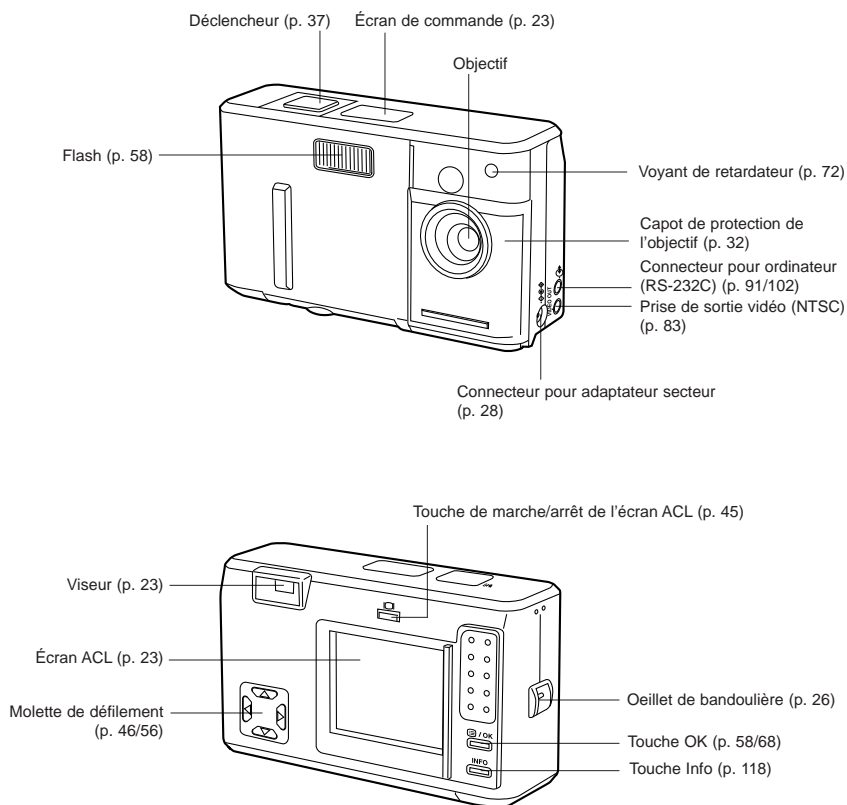 Déclencheur (p. 37)
Écran de commande (p. 23)
Objectif
Flash (p. 58)
Voyant de retardateur (p. 72)
Capot de protection de
l'objectif (p. 32)
Connecteur pour ordinateur
(RS-232C) (p. 91/102)
Prise de sortie vidéo (NTSC)
(p. 83)
VIDEO OUT
Connecteur pour adaptateur secteur
(p. 28)
Touche de marche/arrêt de l'écran ACL (p. 45)
Viseur (p. 23)
Écran ACL (p. 23)
Molette de défilement
(p. 46/56)
Oeillet de bandoulière (p. 26)
/ OK
Touche OK (p. 58/68)
INFO
Touche Info (p. 118)